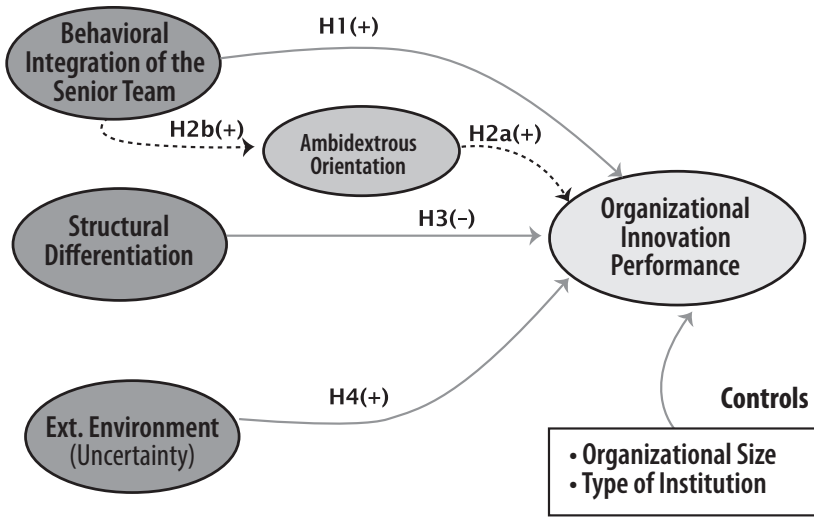 H1(+)
Behavioral
Integration of the
Senior Team
H2b(+)
Ambidextrous
Orientation
H2a(+)
Structural
Differentiation
H3(–)
Organizational
Innovation
Performance
H4(+)
Ext. Environment
(Uncertainty)
Controls
• Organizational Size
• Type of Institution